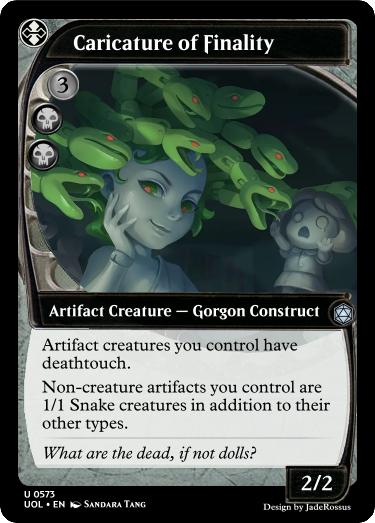 Caricature of Finality
3
Artifact Creature — Gorgon Construct
Artifact creatures you control have
deathtouch.
Non-creature artifacts you control are
1/1 Snake creatures in addition to their
other types.
What are the dead, if not dolls?
2/2
U 0573
UOL • EN Sandara Tang
Design by JadeRossus